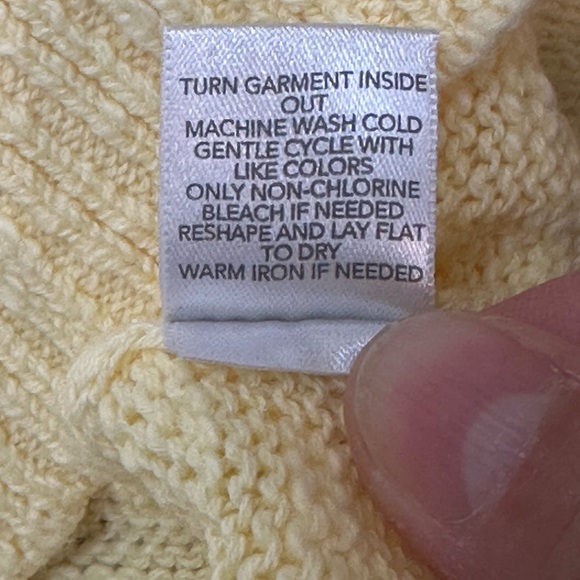 TURN GARMENT INSIDE
OUT
MACHINE WASH COLD
GENTLE CYCLE WITH
LIKE COLORS
ONLY NON-CHLORINE
BLEACH IF NEEDED
RESHAPE AND LAY FLAT
TO DRY
WARM IRON IF NEEDED